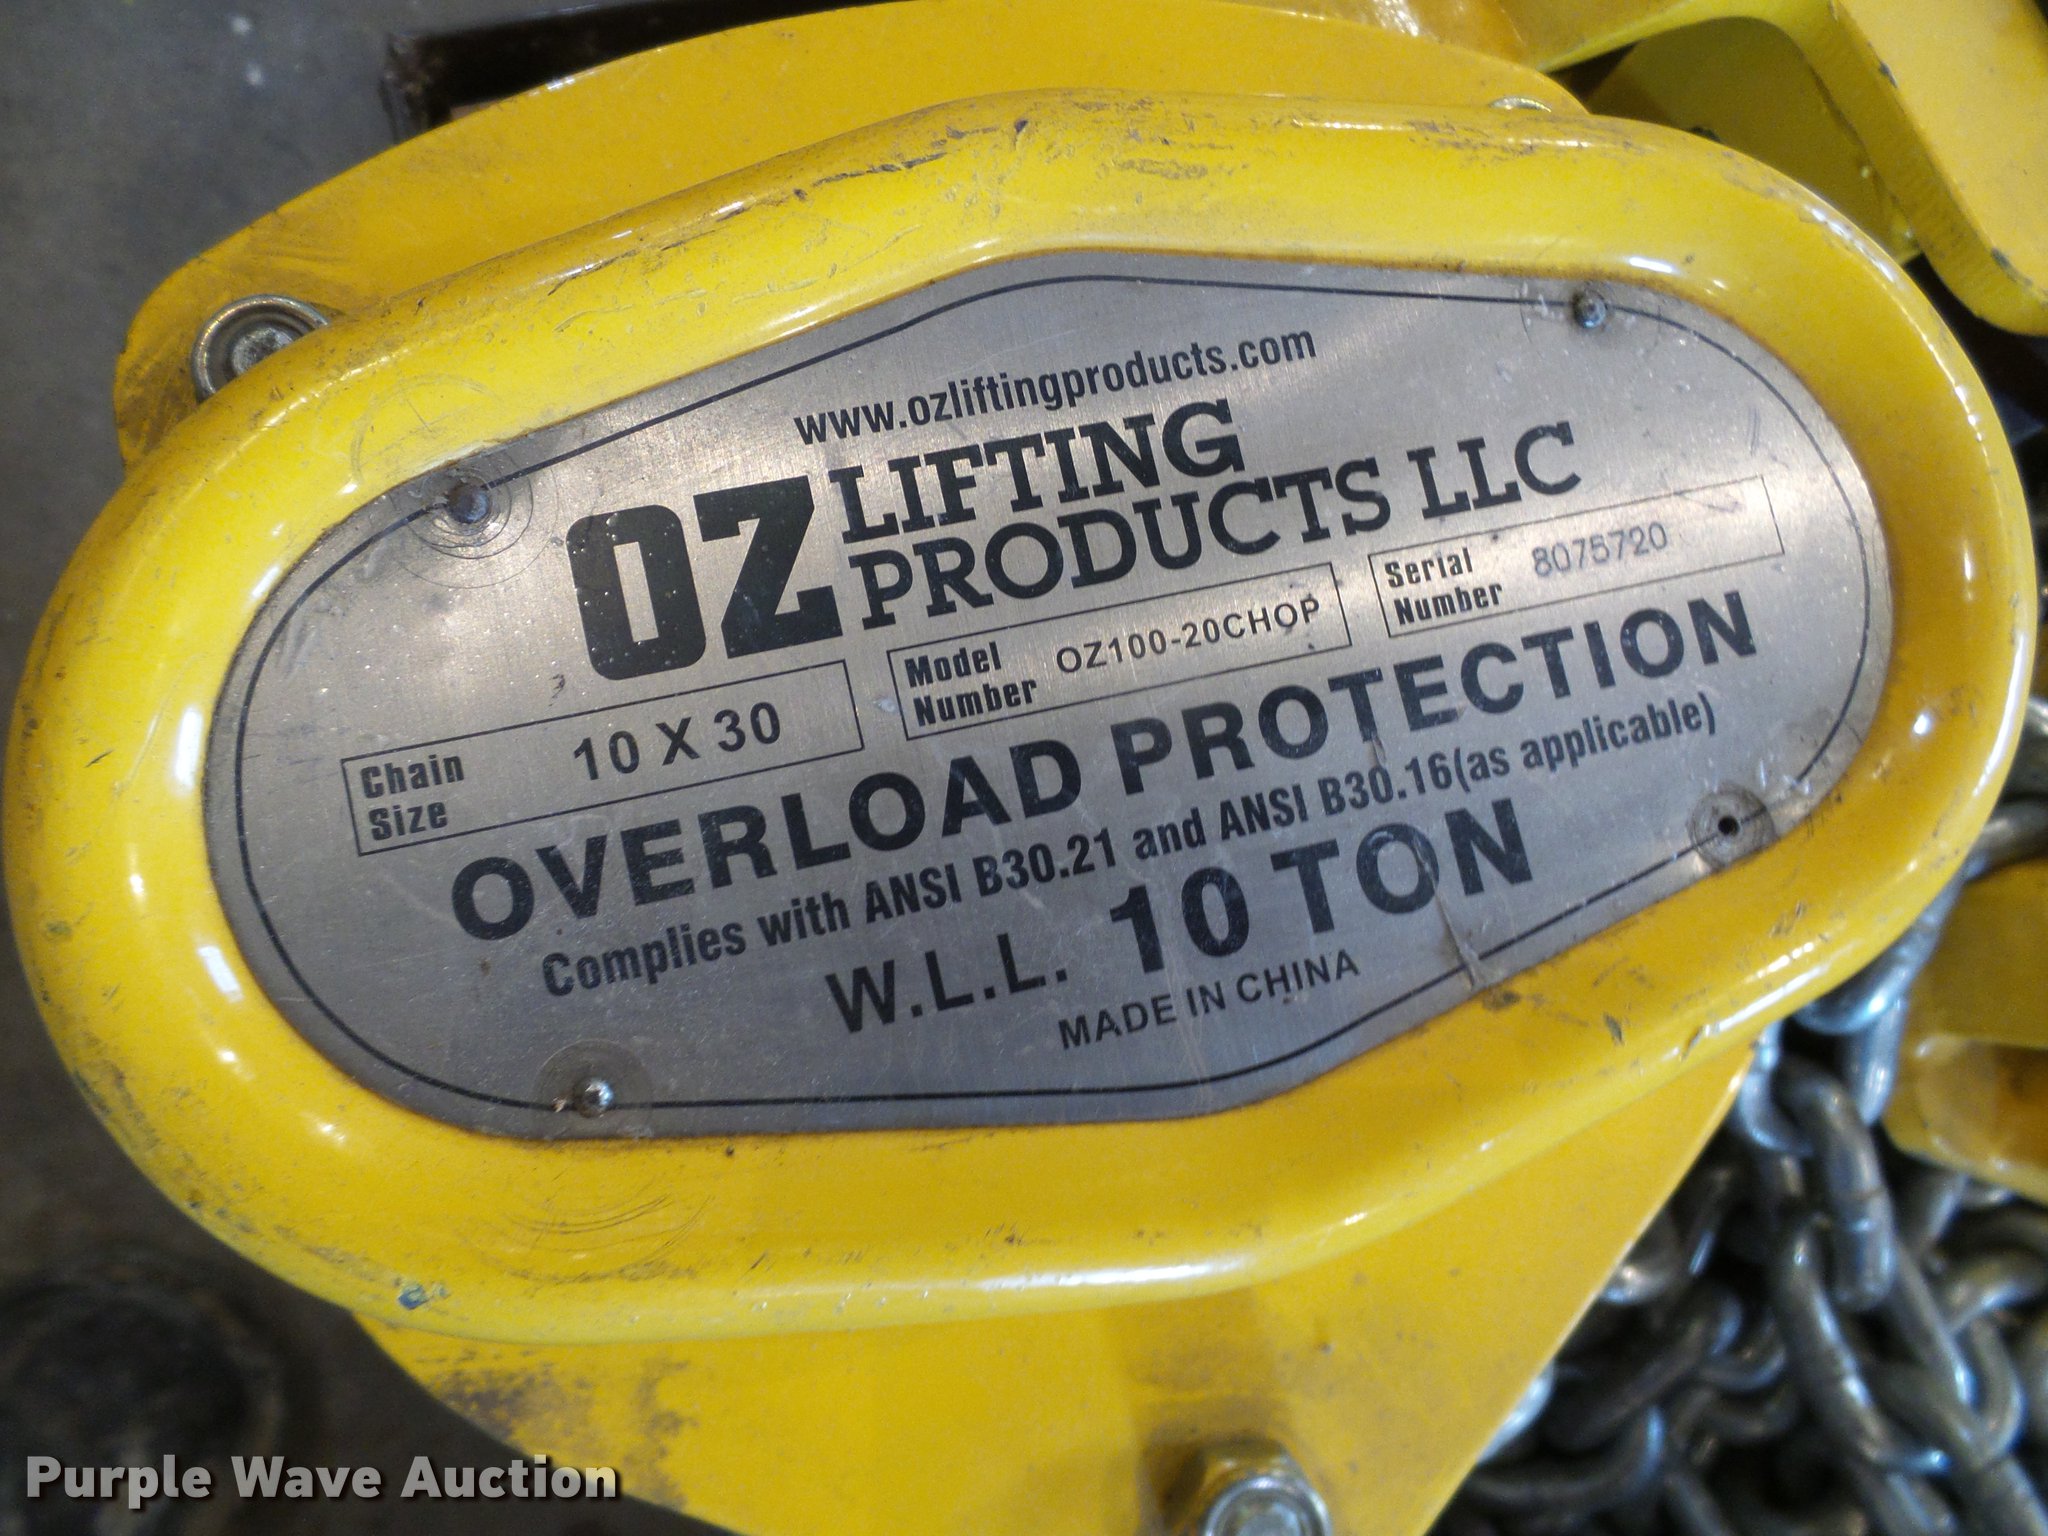 www.ozliftingproducts.com
OZ LIFTING
PRODUCTS LLC
Chain Size 10 X 30
Model Number OZ100-20CHOP
Serial Number 8075720
OVERLOAD PROTECTION
Complies with ANSI B30.21 and ANSI B30.16(as applicable)
W.L.L. 10 TON
MADE IN CHINA
Purple Wave Auction